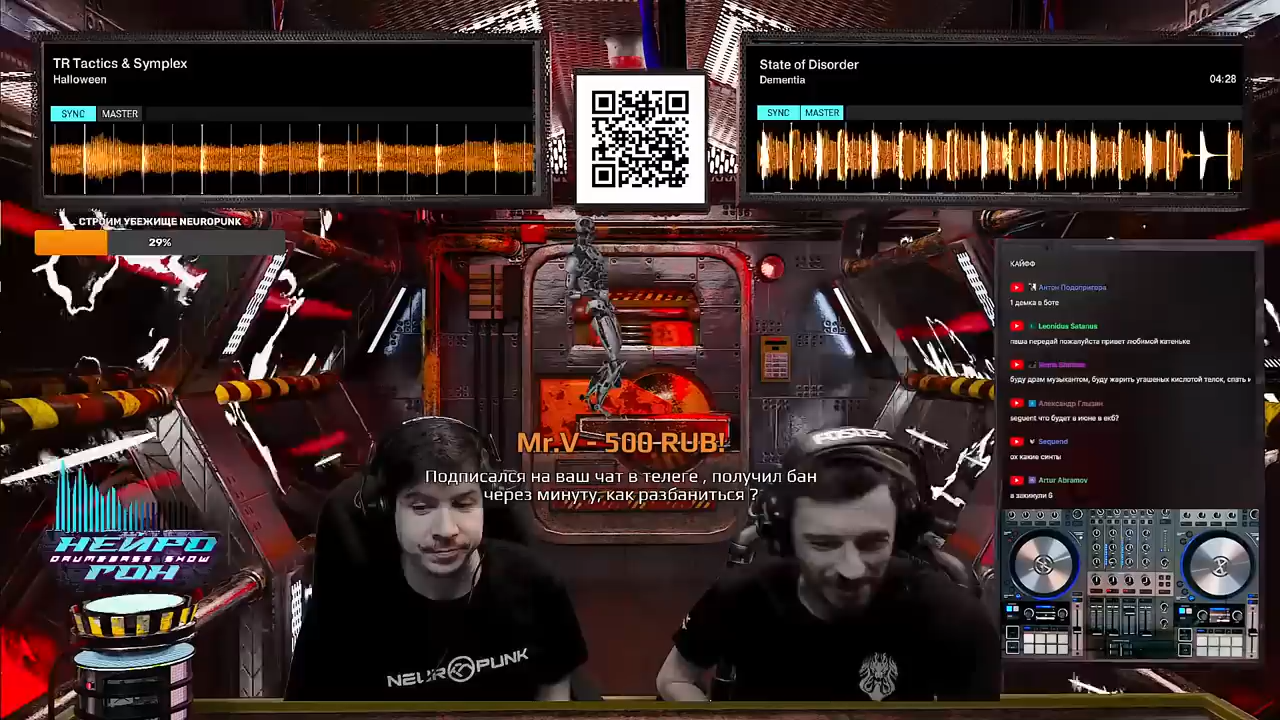 TR Tactics & Symplex
Halloween
SYNC MASTER
State of Disorder
Dementia
04:28
SYNC MASTER
СТРОИМ УБЕЖИЩЕ NEUROPUNK
29%
КАЙФФ
Антон Подопригора
1 демка в боте
Leonidus Satanus
паша передай пожалуйста привет любимой катеньке
буду драм музыкантом, буду жарить угашеных кислотой телок, спать н
Александр Глызин
seguent что будет в июне в екб?
Sequend
ох какие синты
Artur Abramov
а закинули 6
Mr.V - 500 RUB!
Подписался на ваш чат в телеге , получил бан
через минуту, как разбаниться ?
НЕЙРО
DRUM&BASS SHOW
ГОН
NEUROPUNK